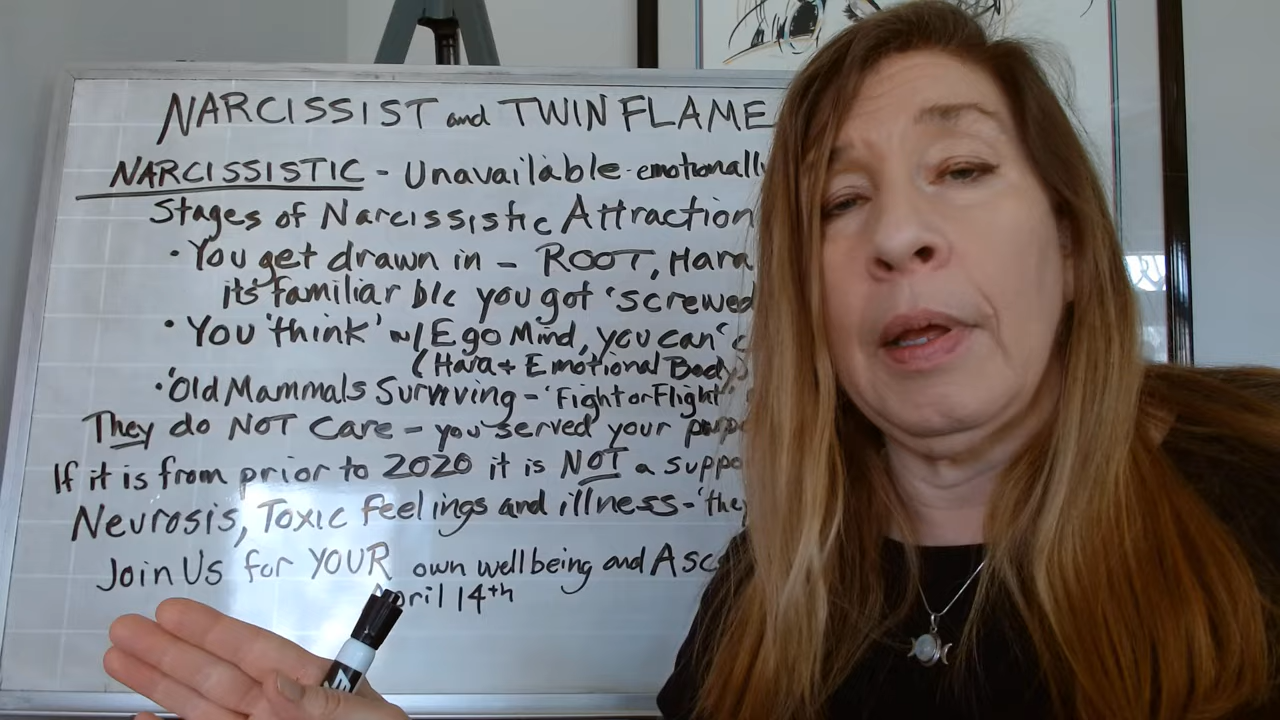 NARCISSIST and TWIN FLAME
NARCISSISTIC - Unavailable-emotionally
Stages of Narcissistic Attraction
• You get drawn in - ROOT, Hara
its familiar b/c you got 'screwed
• You 'think' w/ Ego Mind, you can't
(Hara + Emotional Body)
• 'Old Mammals Surviving - 'Fight or Flight'
They do NOT Care - you served your
If it is from prior to 2020 it is NOT a
Neurosis, Toxic Feelings and illness - 'they
Join Us for YOUR own wellbeing and
April 14th